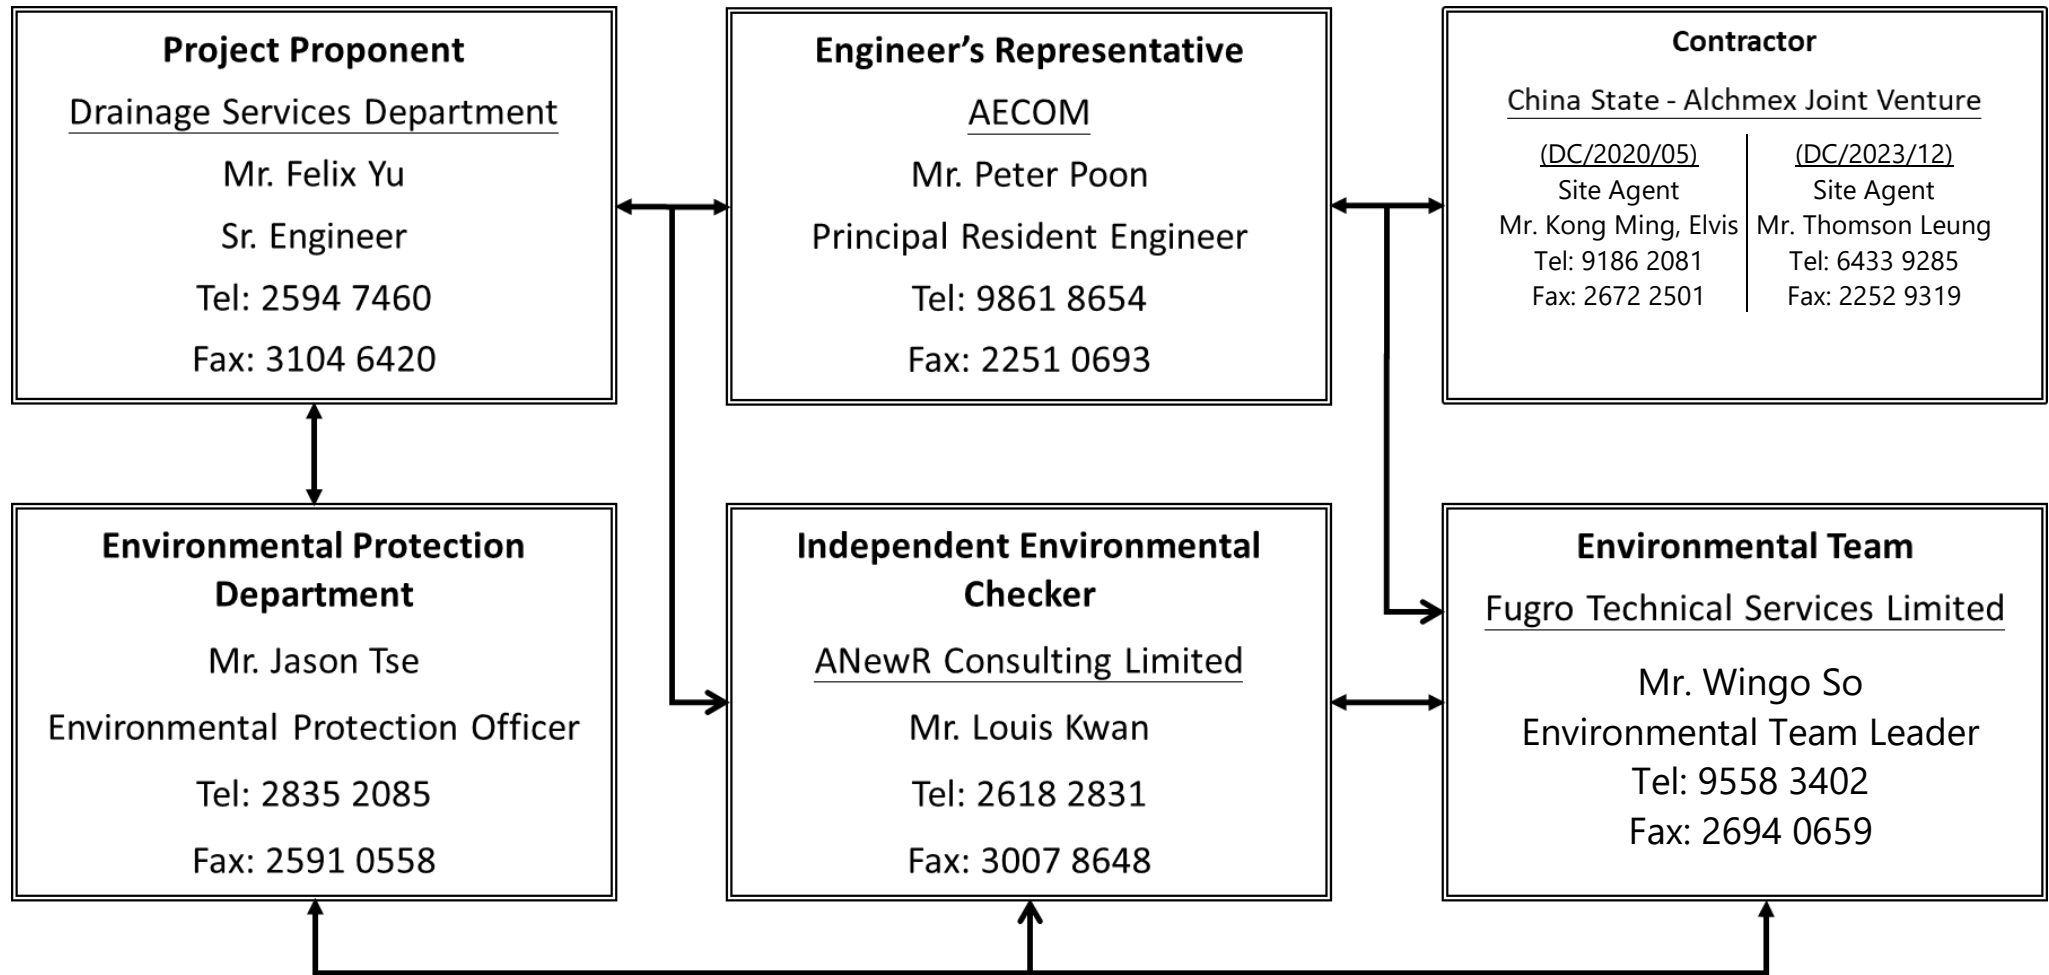 Project Proponent
Drainage Services Department
Mr. Felix Yu
Sr. Engineer
Tel: 2594 7460
Fax: 3104 6420
Engineer’s Representative
AECOM
Mr. Peter Poon
Principal Resident Engineer
Tel: 9861 8654
Fax: 2251 0693
Contractor
China State - Alchmex Joint Venture
(DC/2020/05)
Site Agent
Mr. Kong Ming, Elvis
Tel: 9186 2081
Fax: 2672 2501
(DC/2023/12)
Site Agent
Mr. Thomson Leung
Tel: 6433 9285
Fax: 2252 9319
Environmental Protection
Department
Mr. Jason Tse
Environmental Protection Officer
Tel: 2835 2085
Fax: 2591 0558
Independent Environmental
Checker
ANewR Consulting Limited
Mr. Louis Kwan
Tel: 2618 2831
Fax: 3007 8648
Environmental Team
Fugro Technical Services Limited
Mr. Wingo So
Environmental Team Leader
Tel: 9558 3402
Fax: 2694 0659